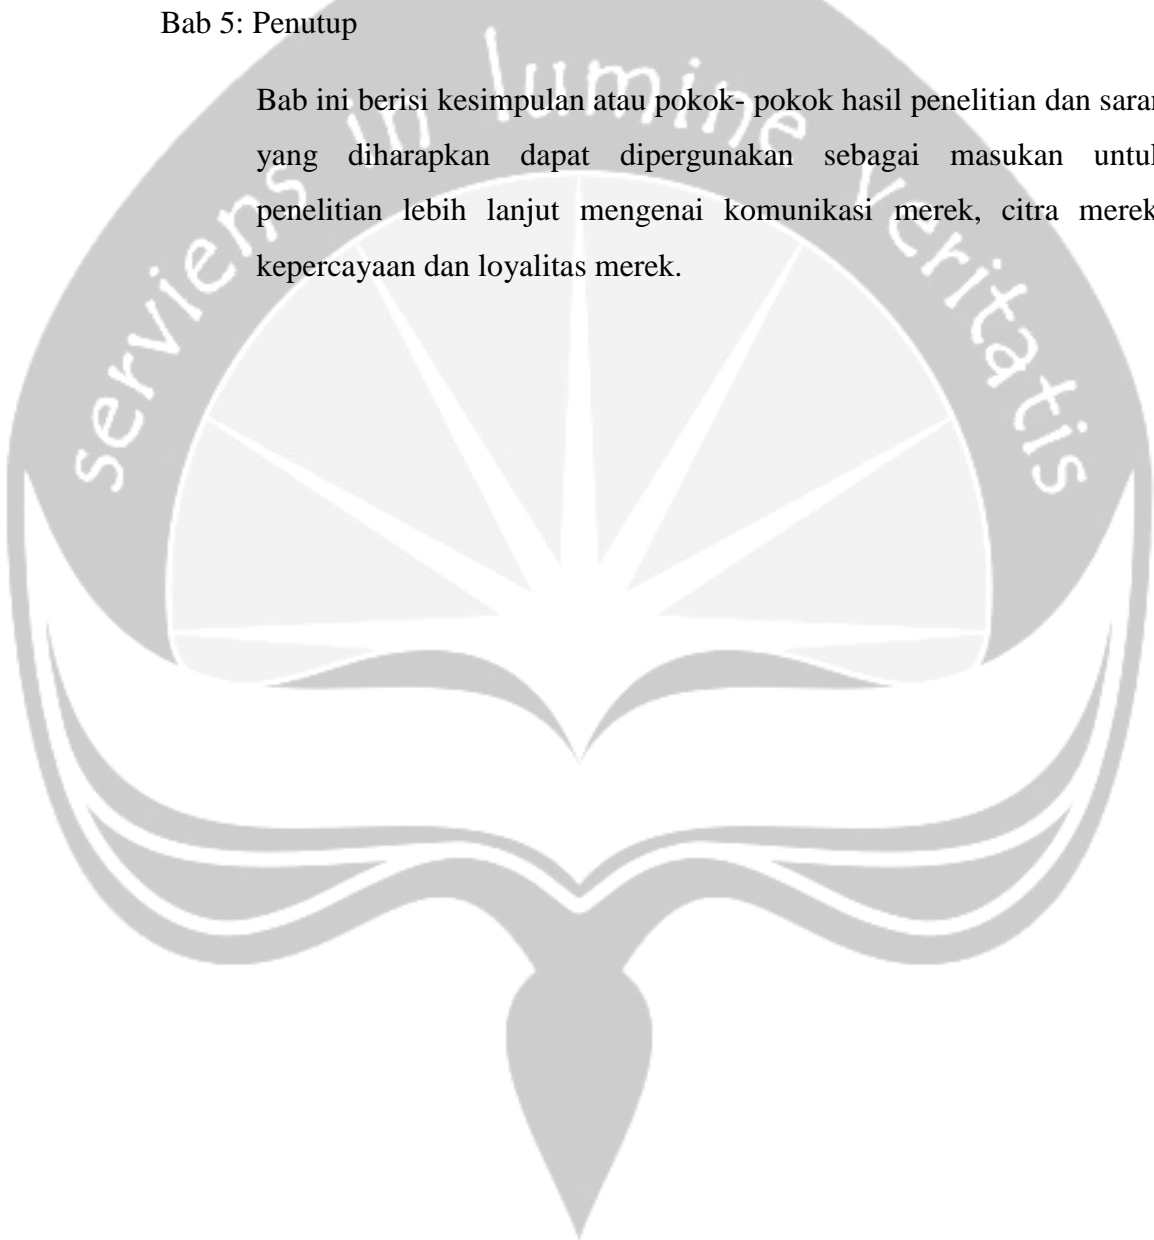 Bab 5: Penutup
Bab ini berisi kesimpulan atau pokok- pokok hasil penelitian dan saran
yang diharapkan dapat dipergunakan sebagai masukan untuk
penelitian lebih lanjut mengenai komunikasi merek, citra merek
kepercayaan dan loyalitas merek.
serviens in lumine veritatis